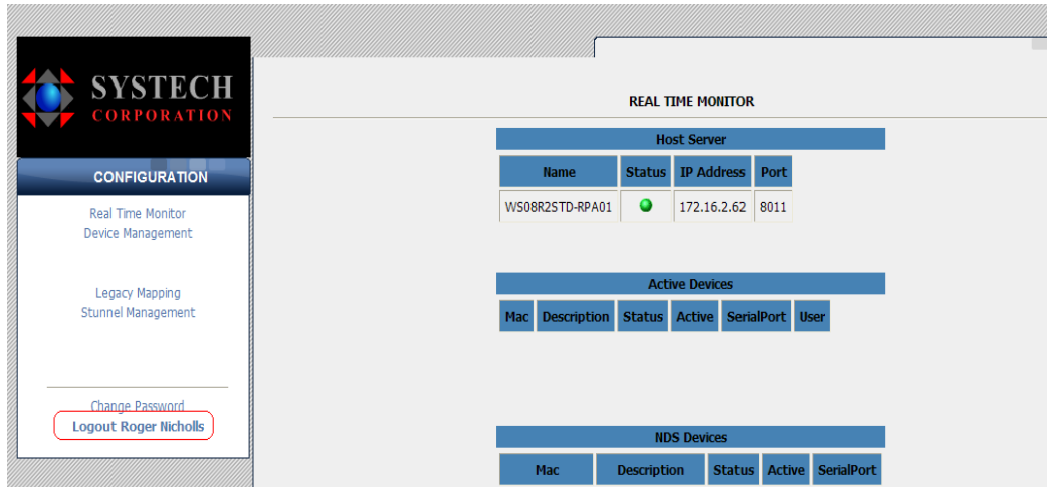 SYSTECH
CORPORATION
CONFIGURATION
Real Time Monitor
Device Management
Legacy Mapping
Stunnel Management
Change Password
Logout Roger Nicholls
REAL TIME MONITOR
Host Server
Name Status IP Address Port
WS08R2STD-RPA01 172.16.2.62 8011
Active Devices
Mac Description Status Active SerialPort User
NDS Devices
Mac Description Status Active SerialPort